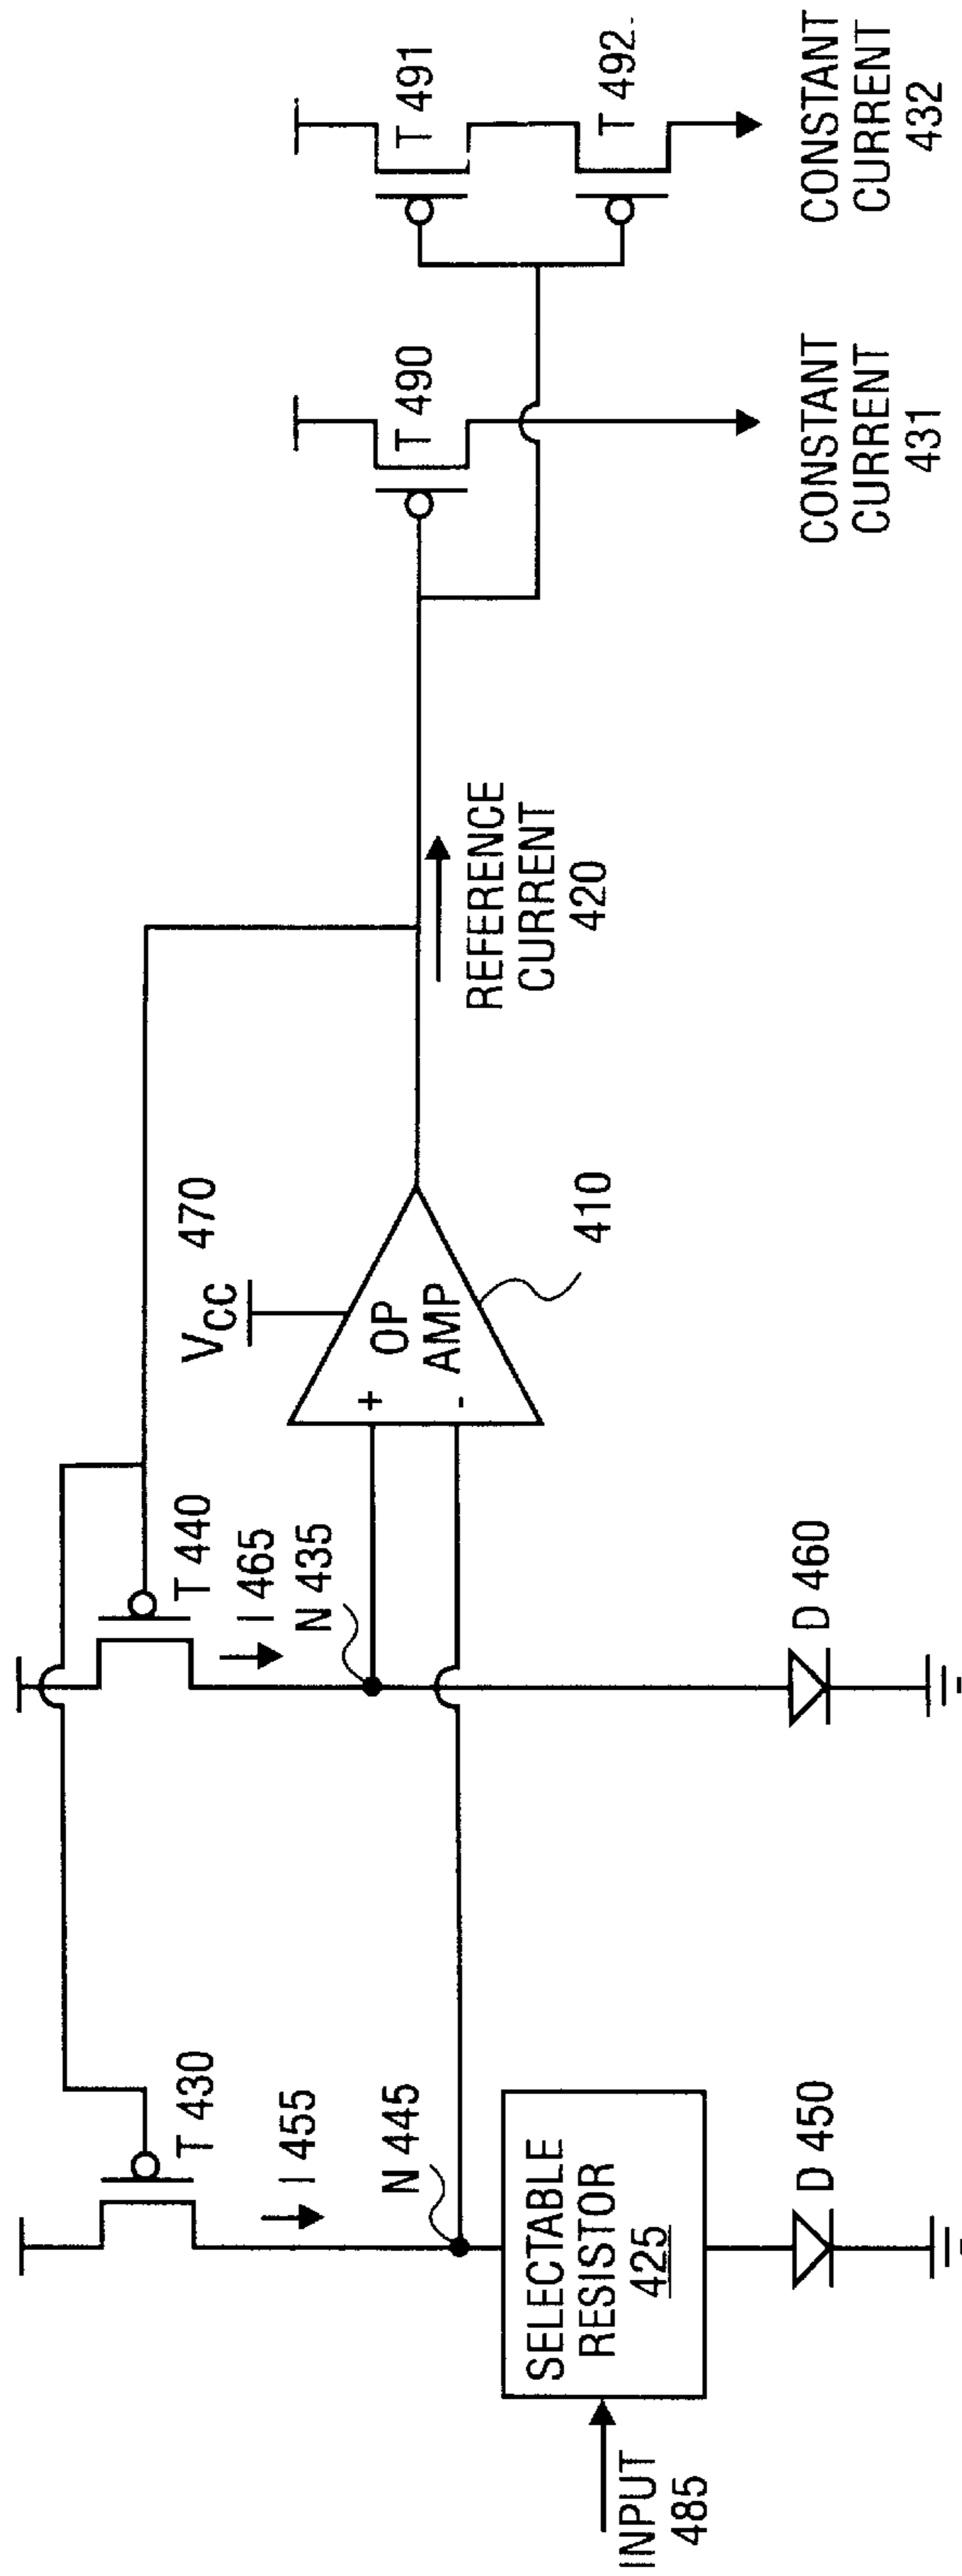 T 430
I 455
N 445
SELECTABLE
RESISTOR
425
INPUT
485
D 450
T 440
I 465
N 435
D 460
VCC 470
+
-
OP
AMP
410
REFERENCE
CURRENT
420
T 490
CONSTANT
CURRENT
431
T 491
T 492
CONSTANT
CURRENT
432